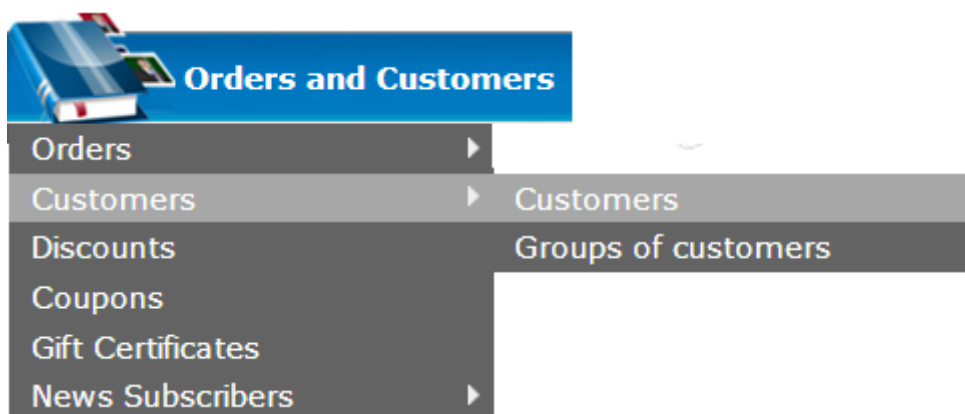 Orders and Customers
Orders
Customers
Customers
Discounts
Groups of customers
Coupons
Gift Certificates
News Subscribers